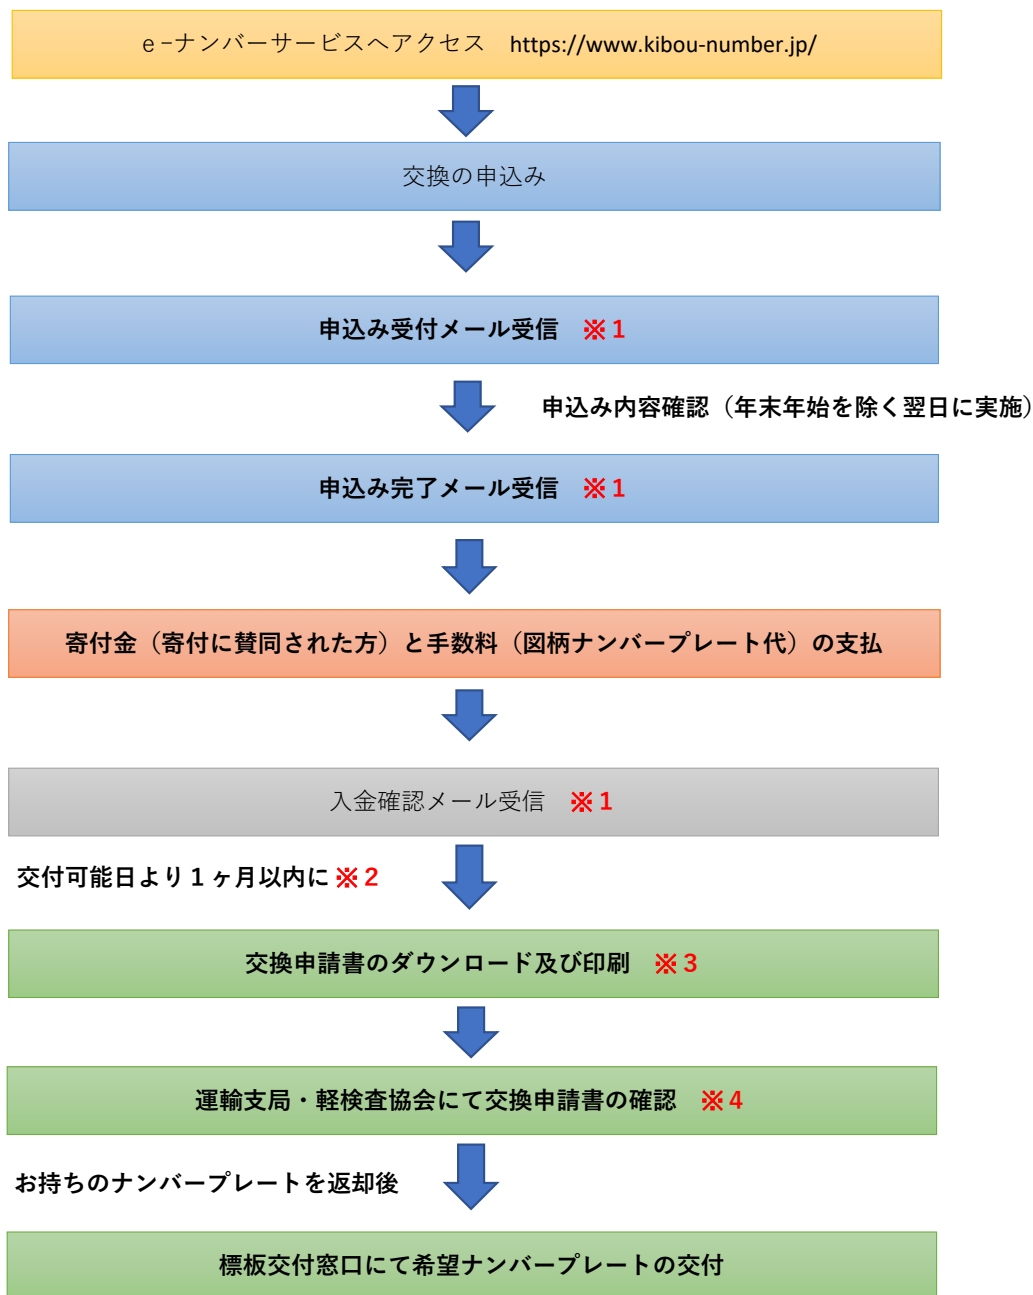 ｅ−ナンバーサービスへアクセス　https://www.kibou-number.jp/
交換の申込み
申込み受付メール受信　※１
申込み内容確認（年末年始を除く翌日に実施）
申込み完了メール受信　※１
寄付金（寄付に賛同された方）と手数料（図柄ナンバープレート代）の支払
入金確認メール受信　※１
交付可能日より１ヶ月以内に※２
交換申請書のダウンロード及び印刷　※３
運輸支局・軽検査協会にて交換申請書の確認　※４
お持ちのナンバープレートを返却後
標板交付窓口にて希望ナンバープレートの交付